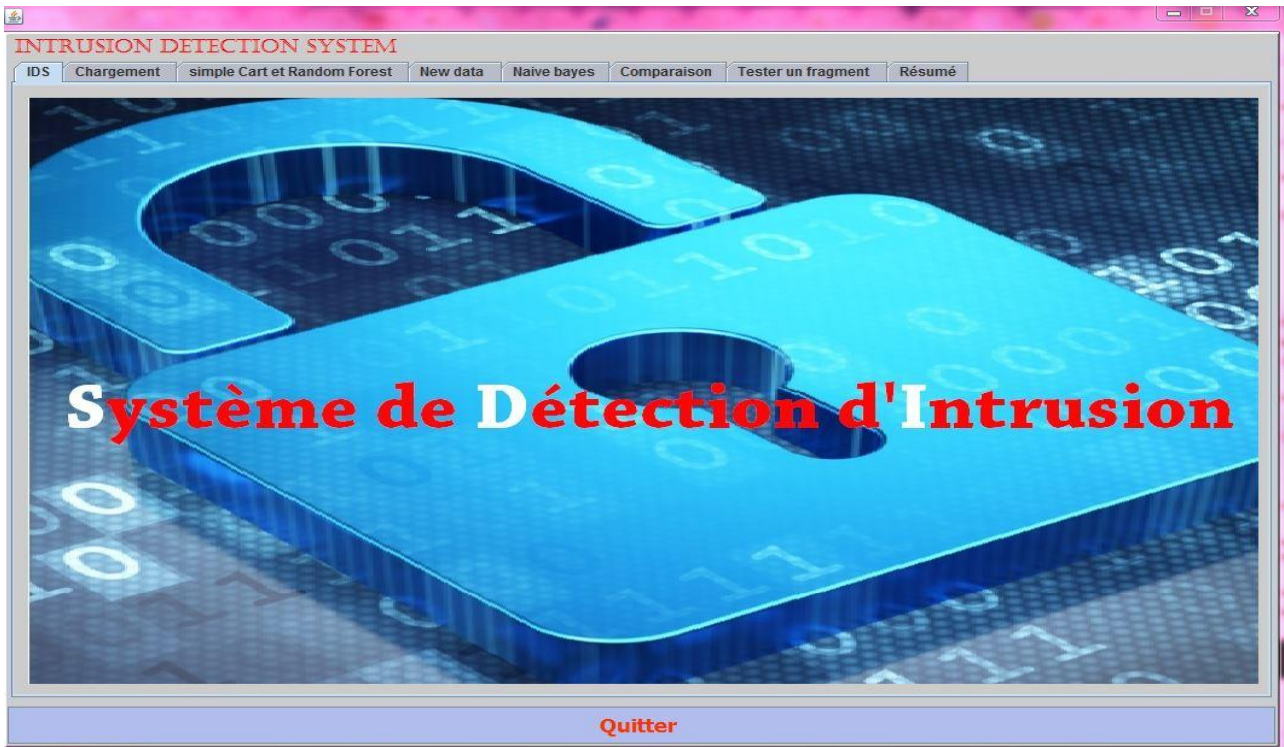 INTRUSION DETECTION SYSTEM
IDS Chargement simple Cart et Random Forest New data Naive bayes Comparaison Tester un fragment Résumé
Système de Détection d'Intrusion
Quitter